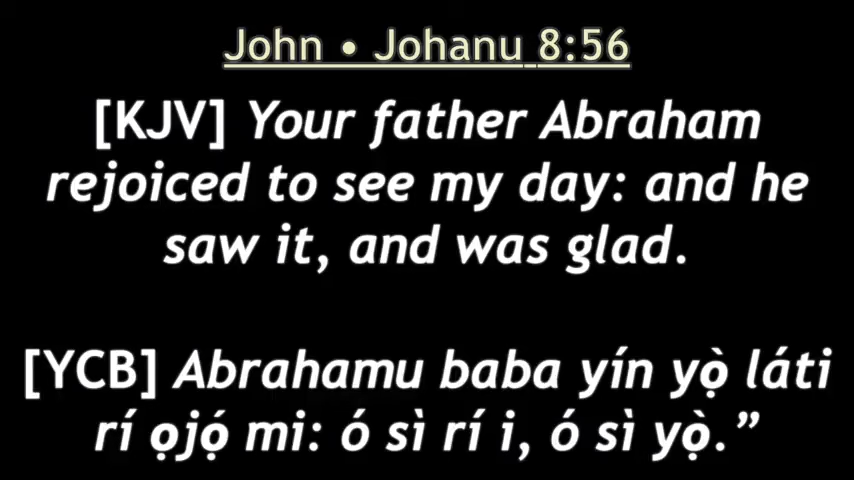 John • Johanu 8:56
[KJV] Your father Abraham
rejoiced to see my day: and he
saw it, and was glad.
[YCB] Abrahamu baba yín yọ̀ láti
rí ọjọ́ mi: ó sì rí i, ó sì yọ̀.”